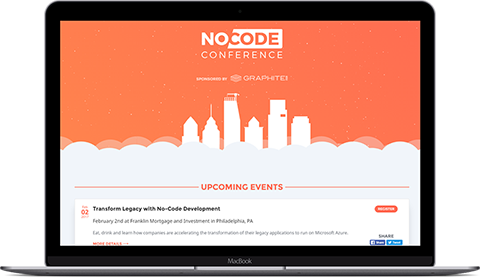 NOCODE
CONFERENCE
SPONSORED BY GRAPHITE
UPCOMING EVENTS
02
Transform Legacy with No-Code Development
REGISTER
February 2nd at Franklin Mortgage and Investment in Philadelphia, PA
Eat, drink and learn how companies are accelerating the transformation of their legacy applications to run on Microsoft Azure.
MORE DETAILS
SHARE
Share Tweet
MacBook